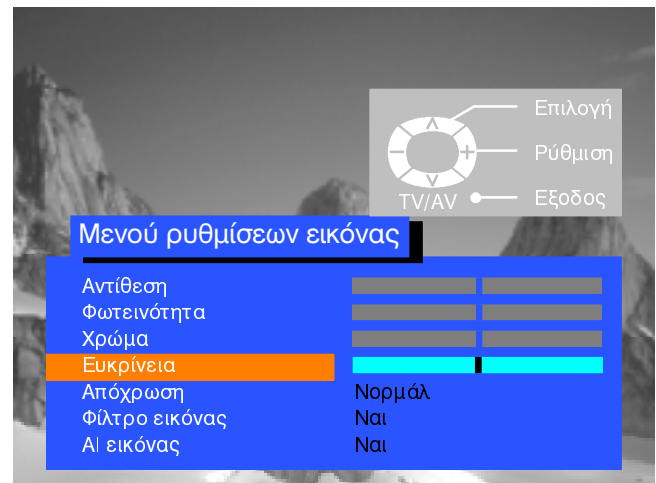 Επιλογή
Ρύθμιση
TV/AV Εξοδος
Μενού ρυθμίσεων εικόνας
Αντίθεση
Φωτεινότητα
Χρώμα
Ευκρίνεια
Απόχρωση Νορμάλ
Φίλτρο εικόνας Ναι
AI εικόνας Ναι